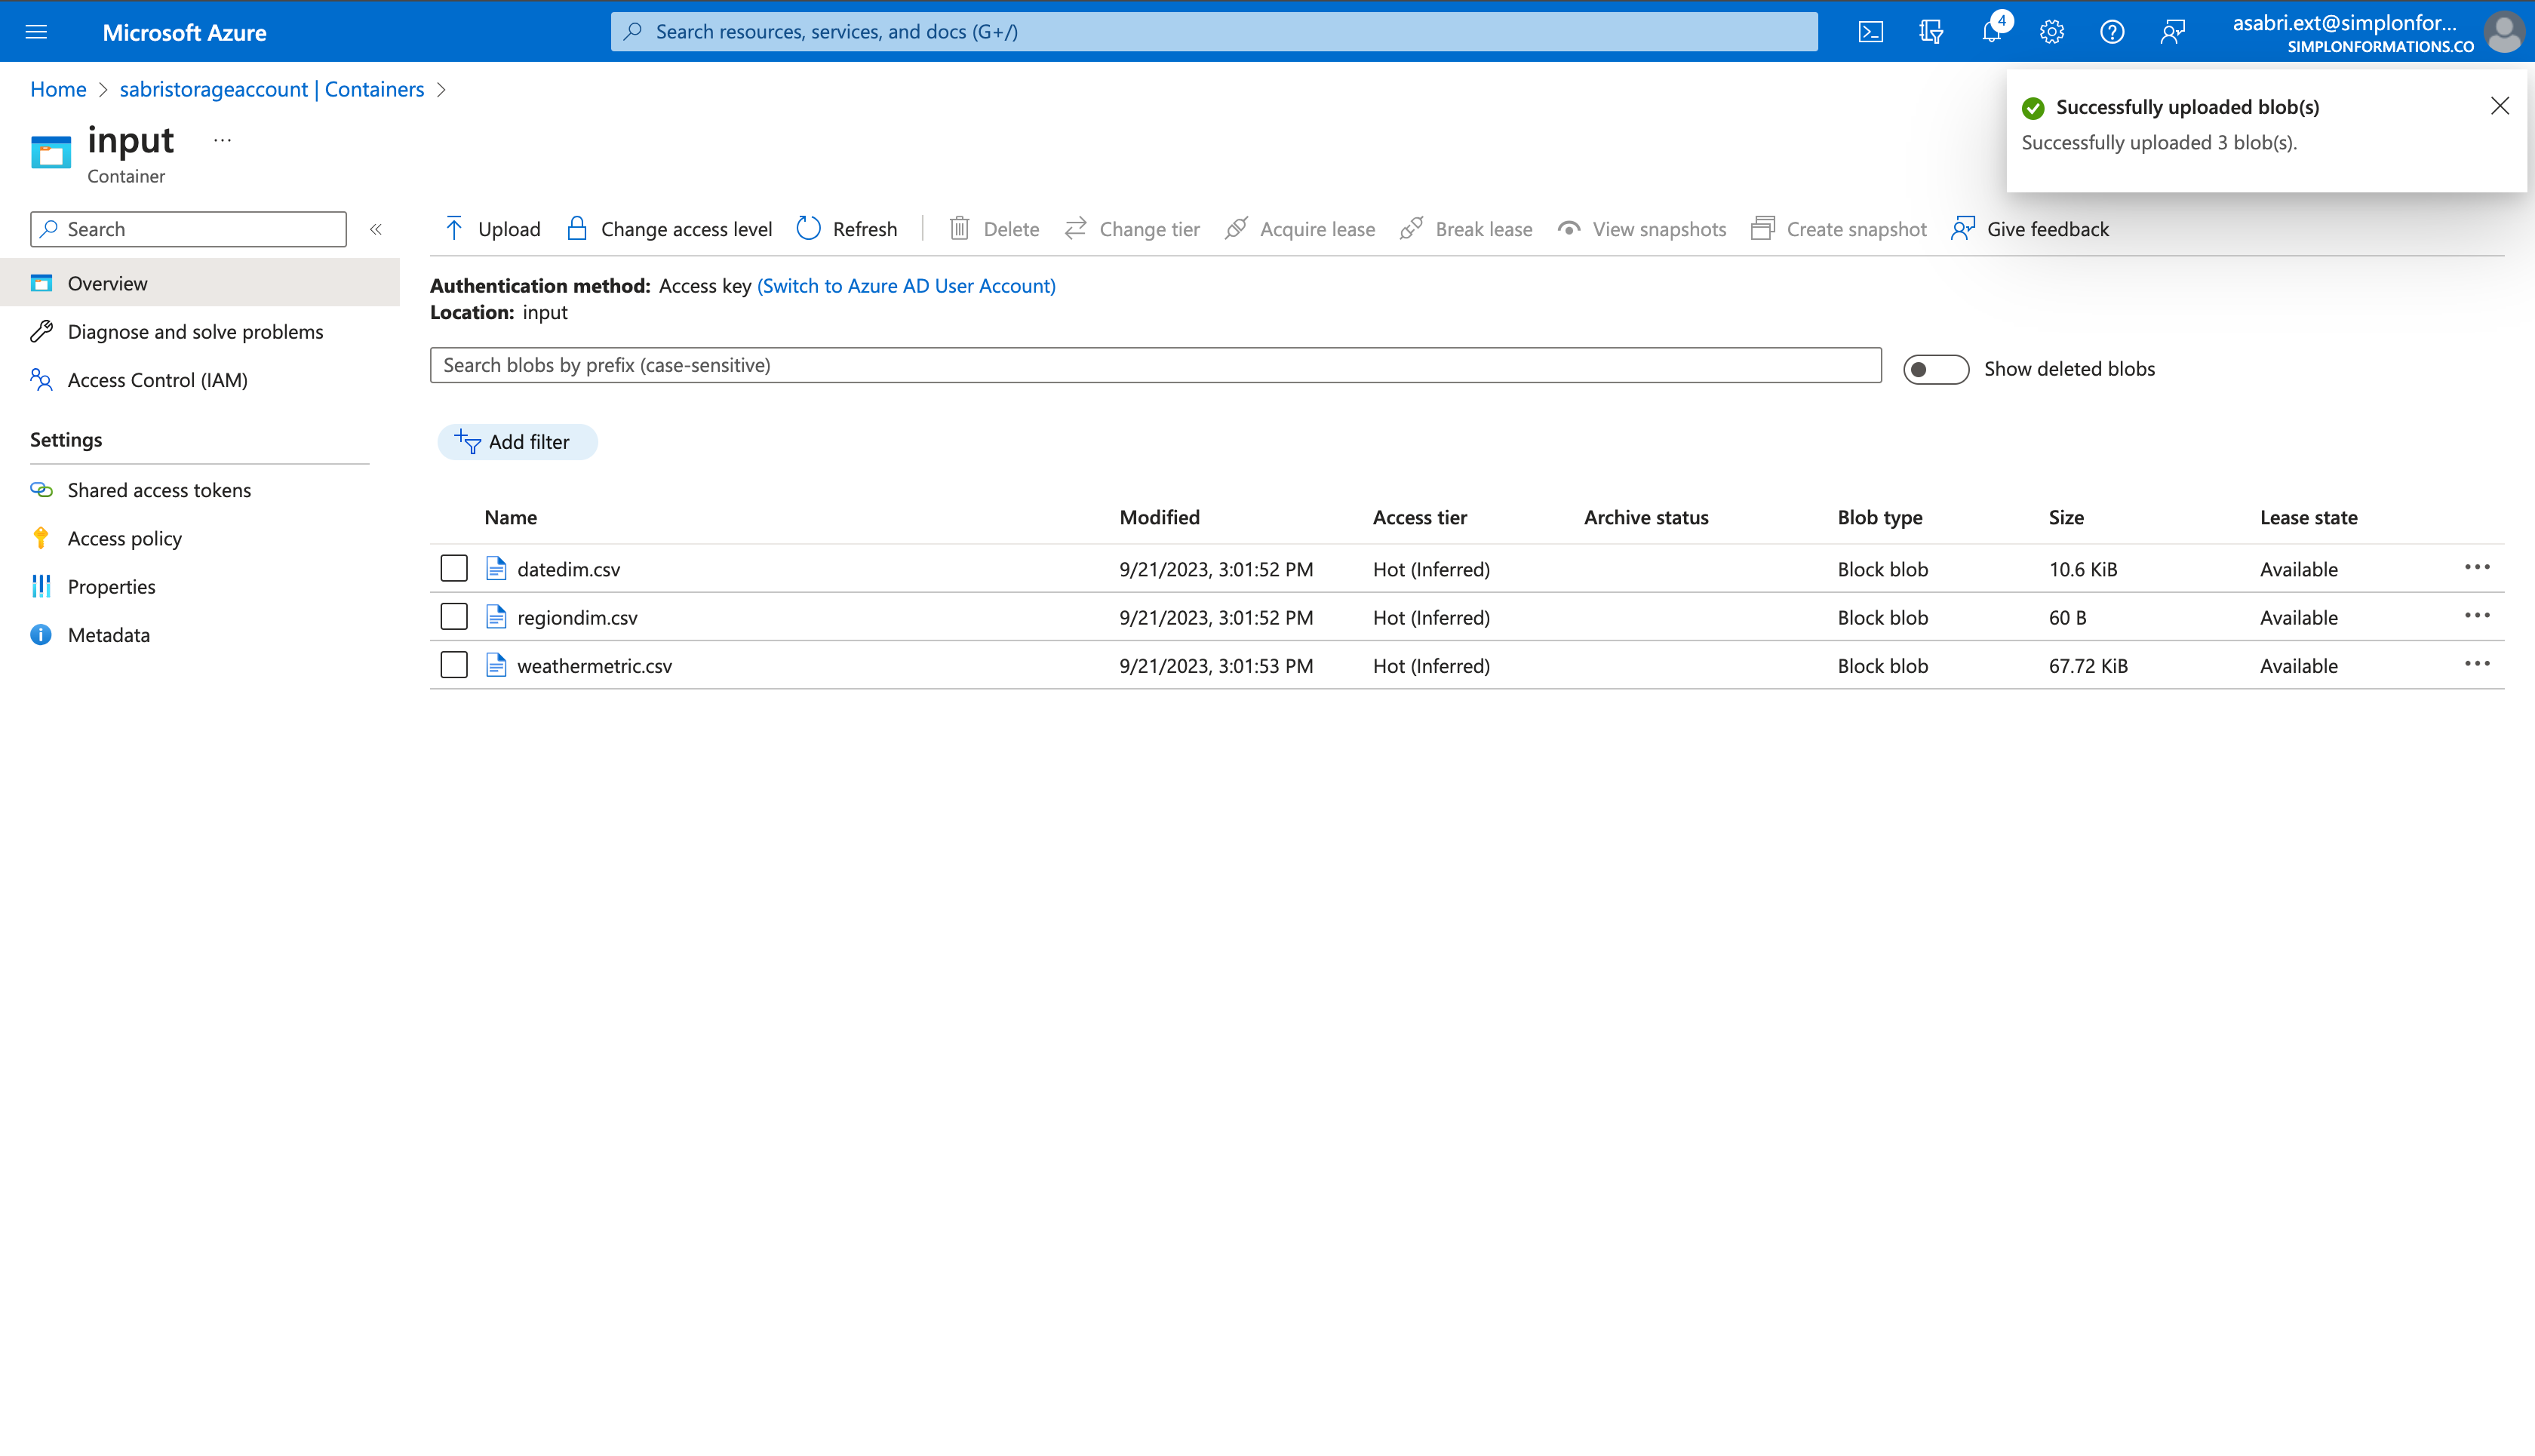 Microsoft Azure
Search resources, services, and docs (G+/)
4
asabri.ext@simplonfor...
SIMPLONFORMATIONS.CO
Home > sabristorageaccount | Containers >
Successfully uploaded blob(s)
Successfully uploaded 3 blob(s).
input ...
Container
Search «
Upload Change access level Refresh Delete Change tier Acquire lease Break lease View snapshots Create snapshot Give feedback
Overview
Diagnose and solve problems
Access Control (IAM)
Settings
Shared access tokens
Access policy
Properties
Metadata
Authentication method: Access key (Switch to Azure AD User Account)
Location: input
Search blobs by prefix (case-sensitive)
Show deleted blobs
Add filter
Name Modified Access tier Archive status Blob type Size Lease state
datedim.csv 9/21/2023, 3:01:52 PM Hot (Inferred) Block blob 10.6 KiB Available ...
regiondim.csv 9/21/2023, 3:01:52 PM Hot (Inferred) Block blob 60 B Available ...
weathermetric.csv 9/21/2023, 3:01:53 PM Hot (Inferred) Block blob 67.72 KiB Available ...